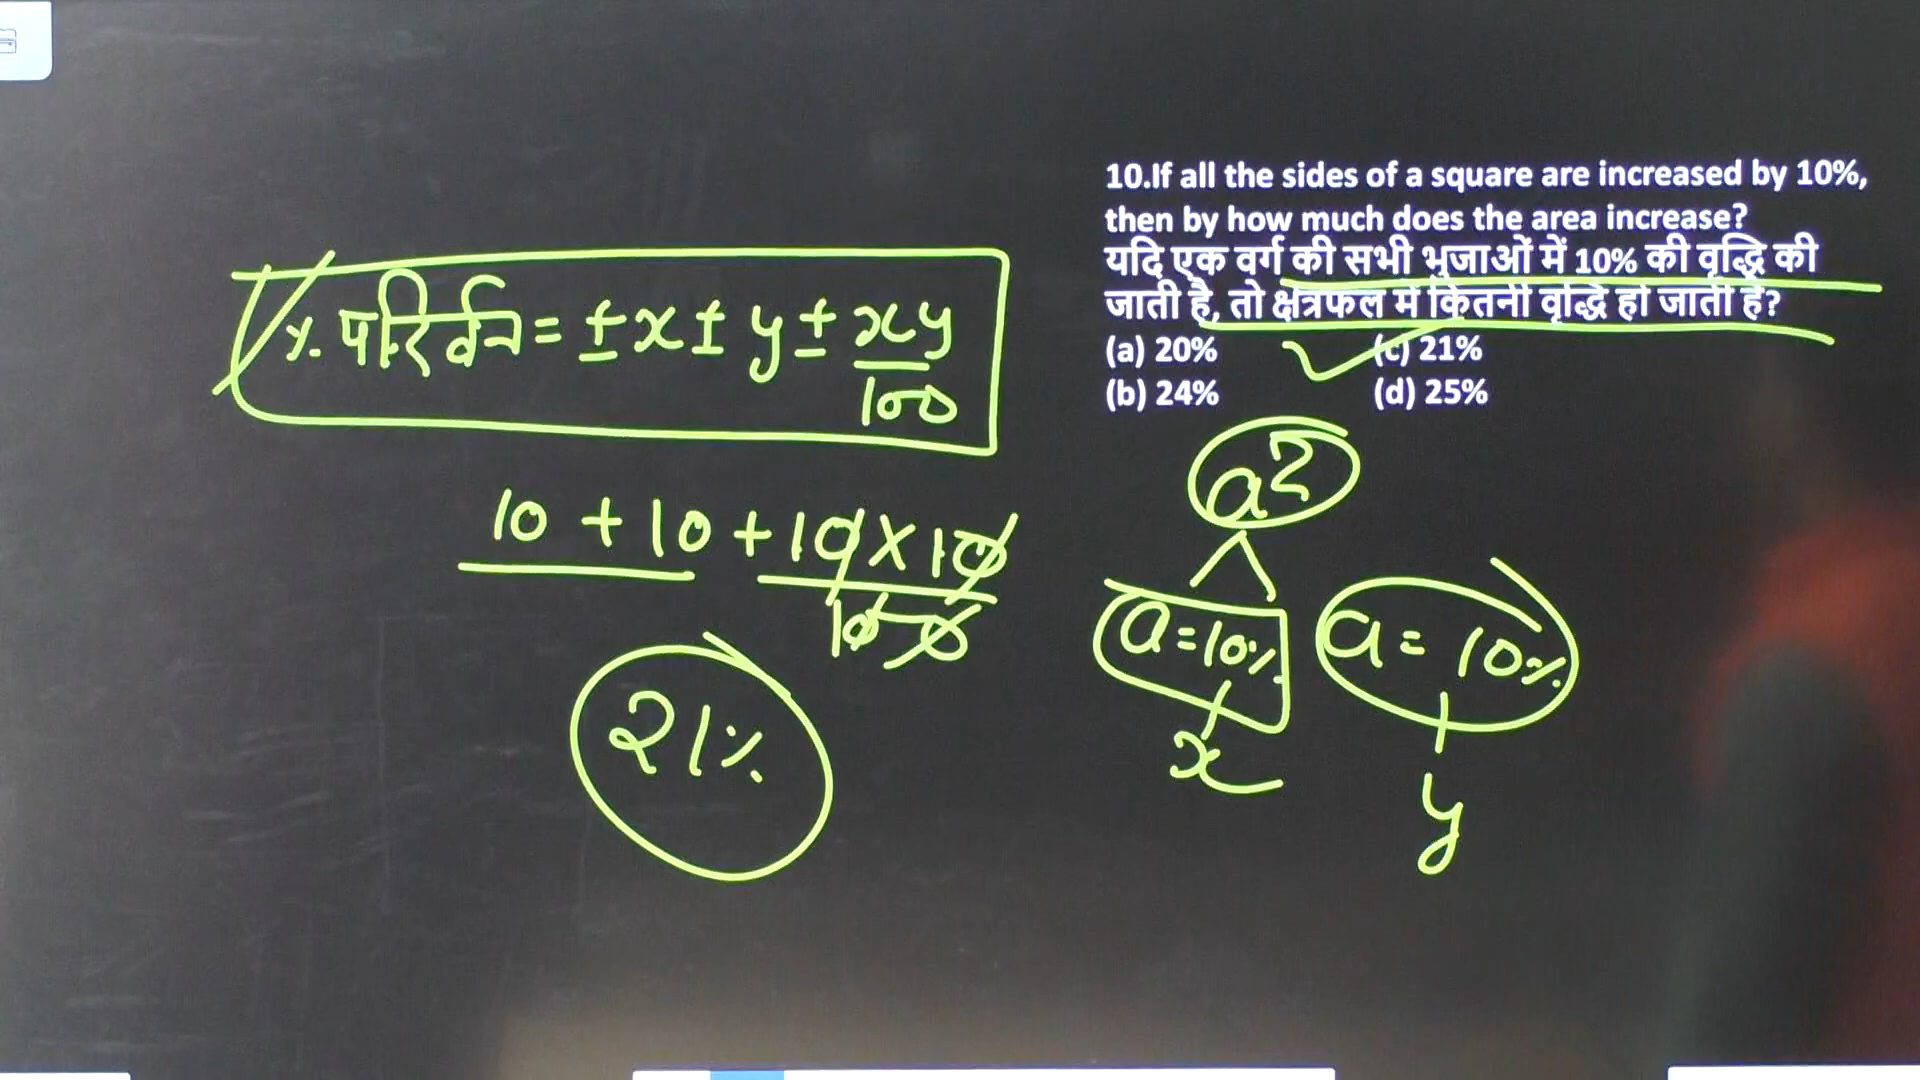 10.If all the sides of a square are increased by 10%,
then by how much does the area increase?
यदि एक वर्ग की सभी भुजाओं में 10% की वृद्धि की
जाती है, तो क्षेत्रफल में कितनी वृद्धि हो जाती है?
(a) 20% (c) 21%
(b) 24% (d) 25%
% परिर्वन = ± x ± y ± xy/100
10 + 10 + 10 × 10/100
21%
a²
a = 10% a = 10%
x
y